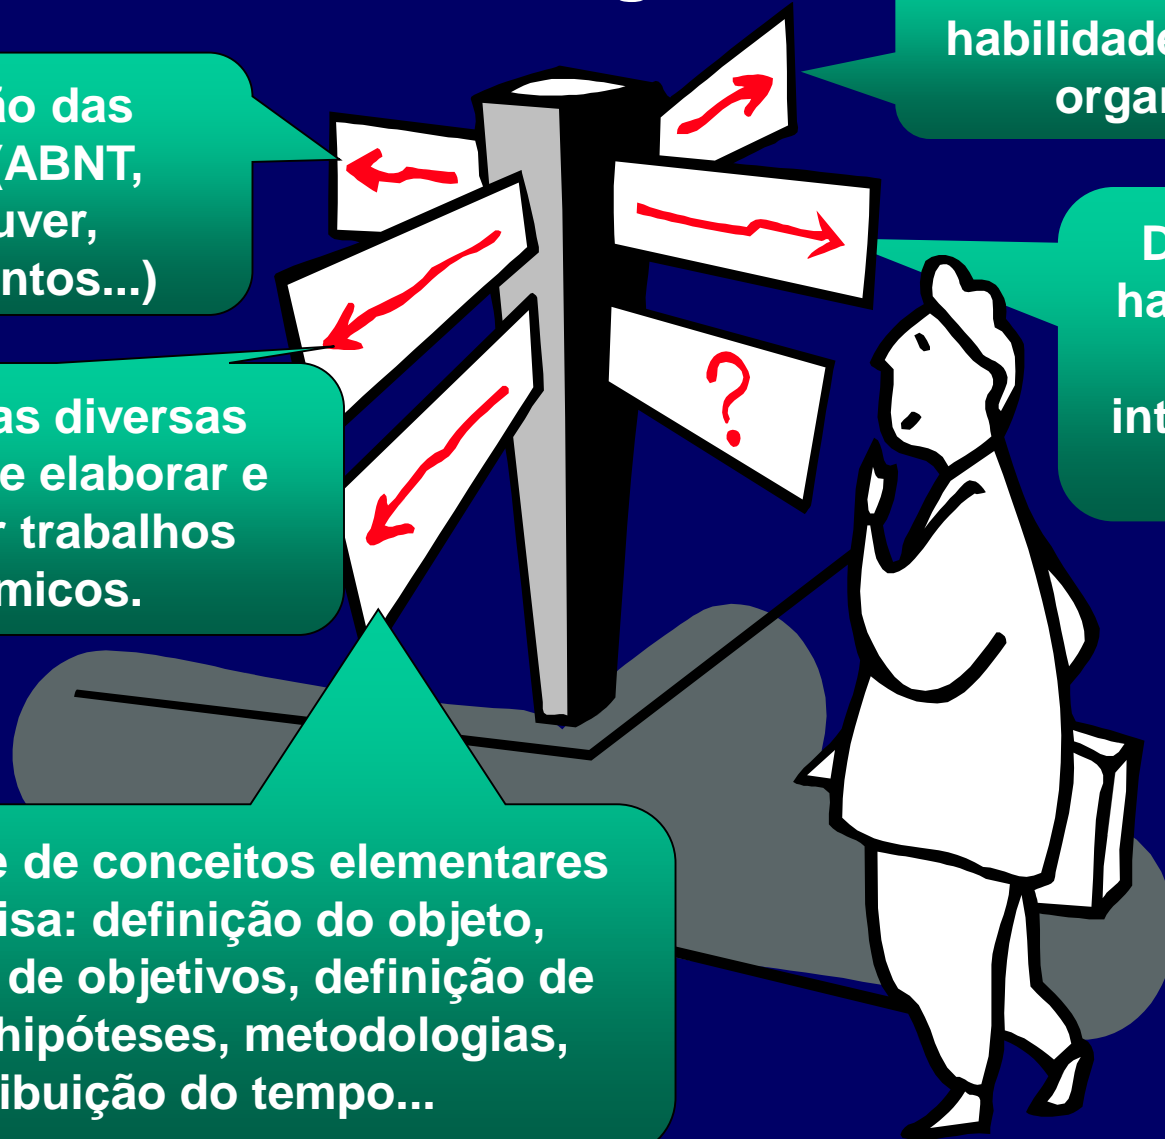 habilidade
orga
ão das
(ABNT,
uver,
ntos...)
D
ha
int
as diversas
e elaborar e
r trabalhos
micos.
?
e de conceitos elementares
isa: definição do objeto,
de objetivos, definição de
hipóteses, metodologias,
ibuição do tempo...